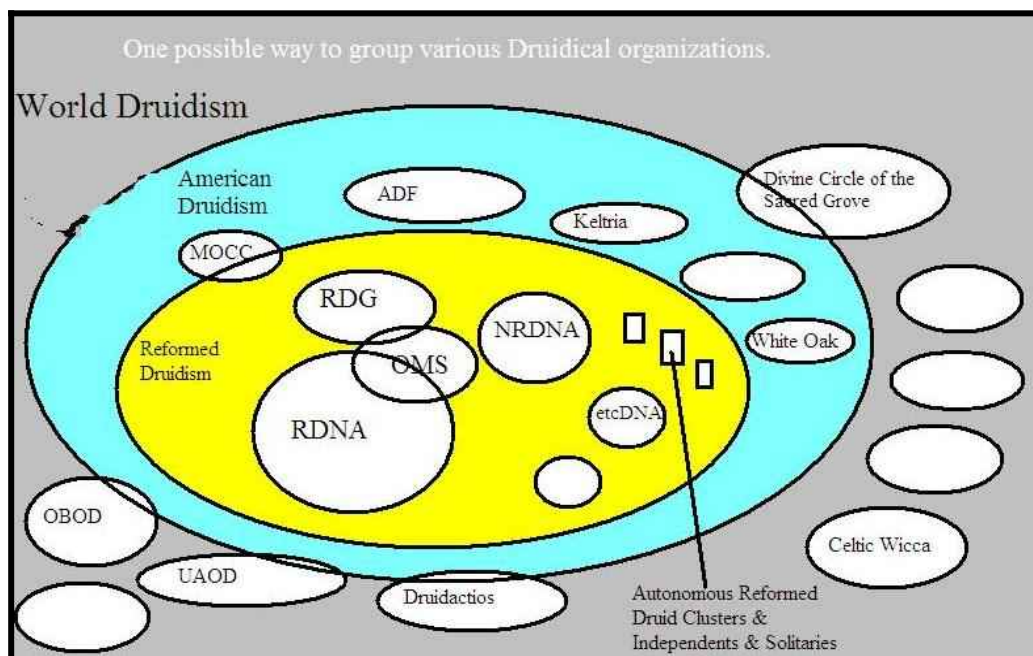 One possible way to group various Druidical organizations.
World Druidism
American
Druidism
ADF
Divine Circle of the
Sacred Grove
Keltria
MOCC
RDG
NRDNA
White Oak
Reformed
Druidism
OMS
RDNA
etcDNA
OBOD
Celtic Wicca
UAOD
Druidactios
Autonomous Reformed
Druid Clusters &
Independents & Solitaries